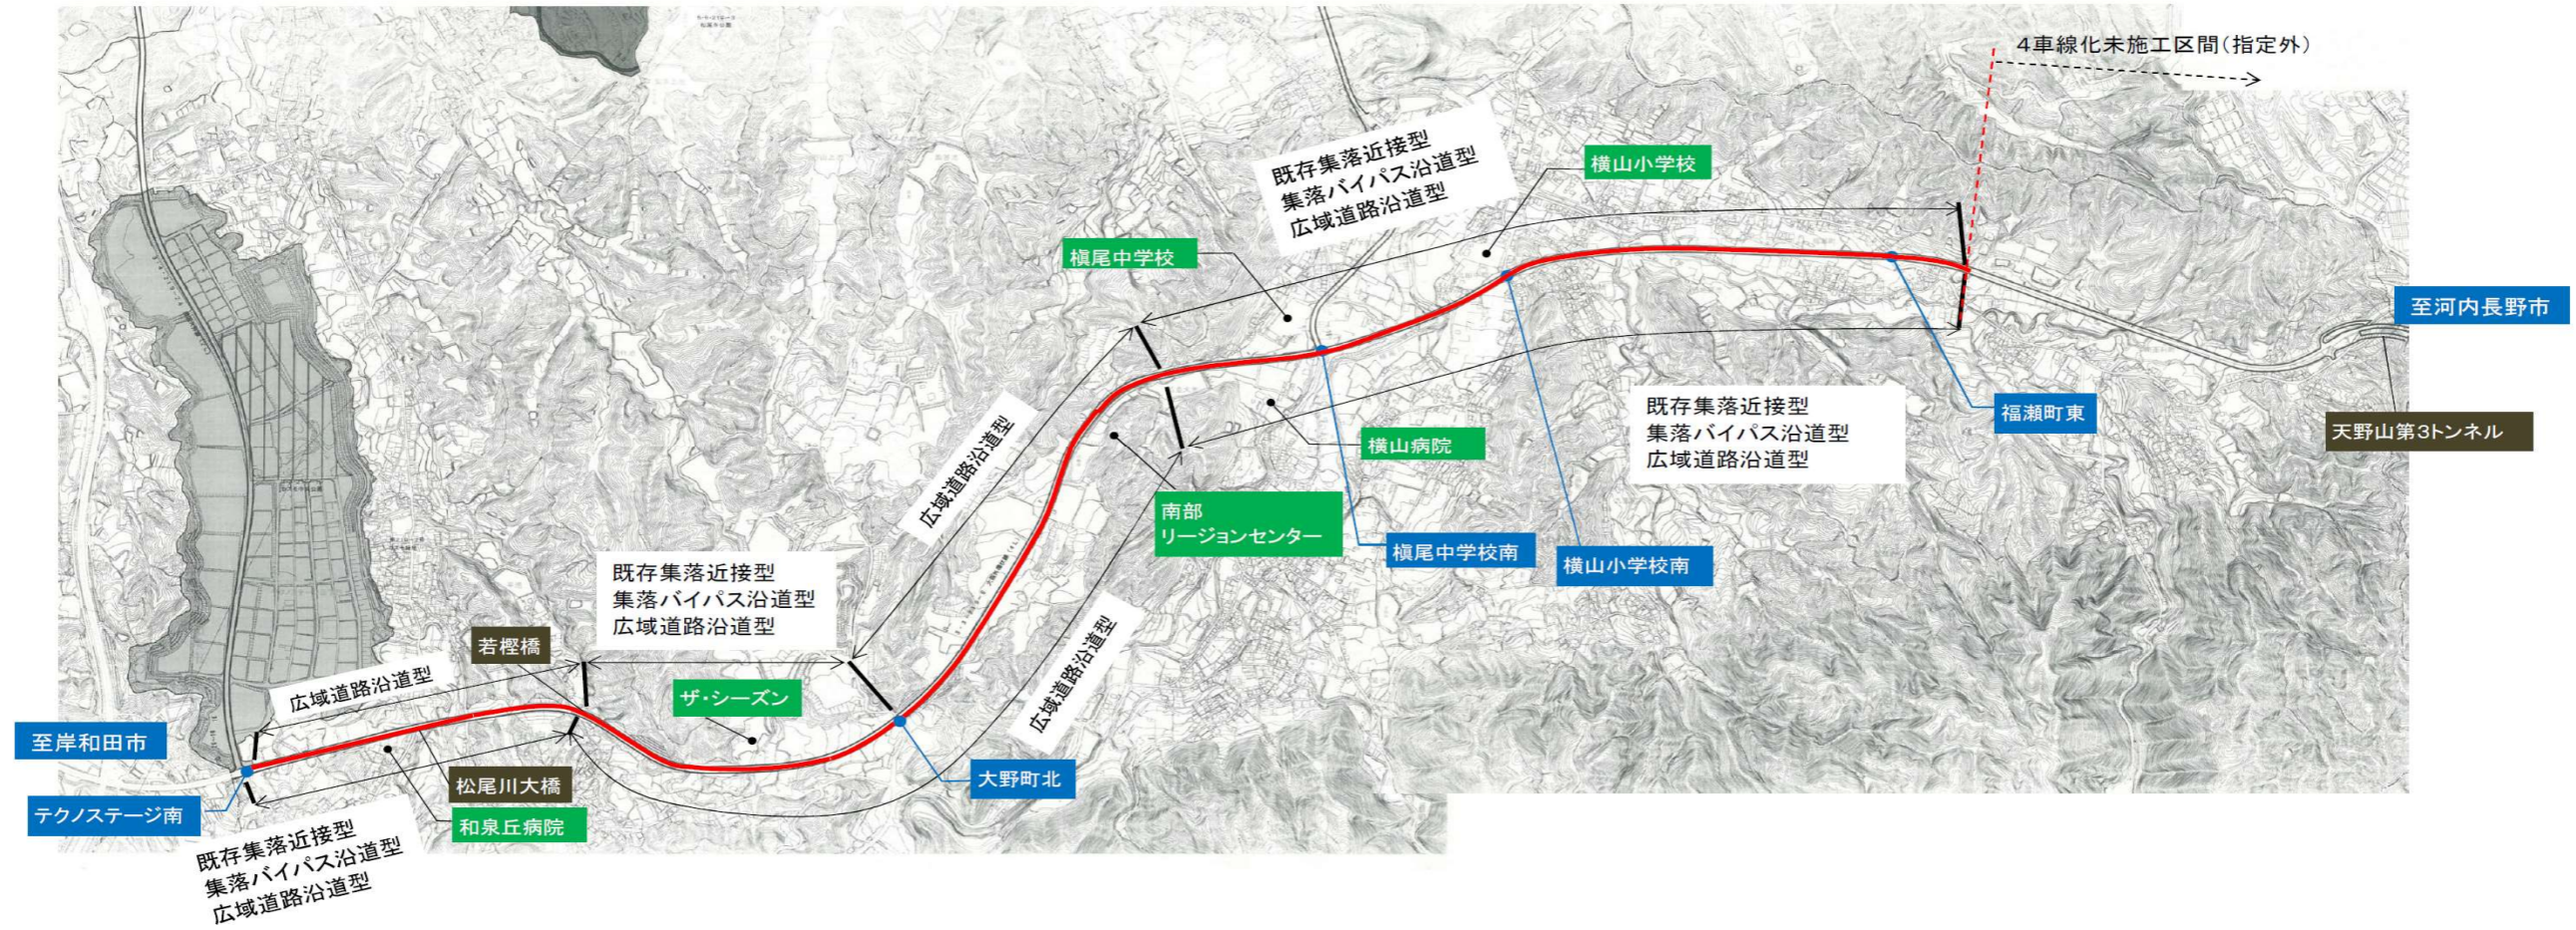 4車線化未施工区間(指定外)
既存集落近接型
集落バイパス沿道型
広域道路沿道型
横山小学校
槇尾中学校
至河内長野市
既存集落近接型
集落バイパス沿道型
広域道路沿道型
福瀬町東
天野山第3トンネル
広域道路沿道型
横山病院
南部
リージョンセンター
槇尾中学校南
横山小学校南
既存集落近接型
集落バイパス沿道型
広域道路沿道型
若樫橋
広域道路沿道型
ザ・シーズン
広域道路沿道型
至岸和田市
テクノステージ南
松尾川大橋
和泉丘病院
大野町北
既存集落近接型
集落バイパス沿道型
広域道路沿道型